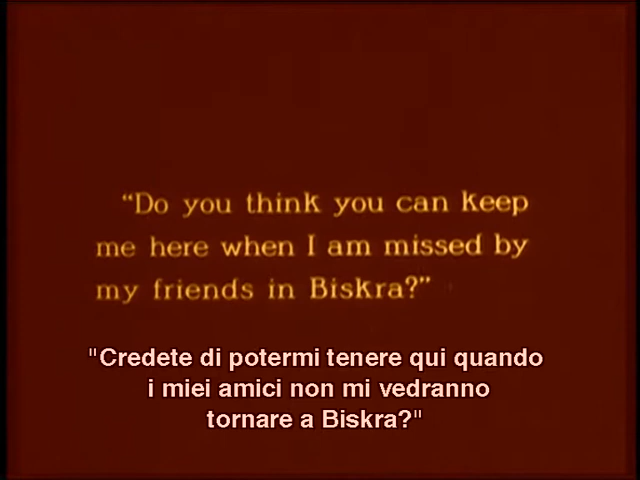 “Do you think you can keep
me here when I am missed by
my friends in Biskra?”
"Credete di potermi tenere qui quando
i miei amici non mi vedranno
tornare a Biskra?"